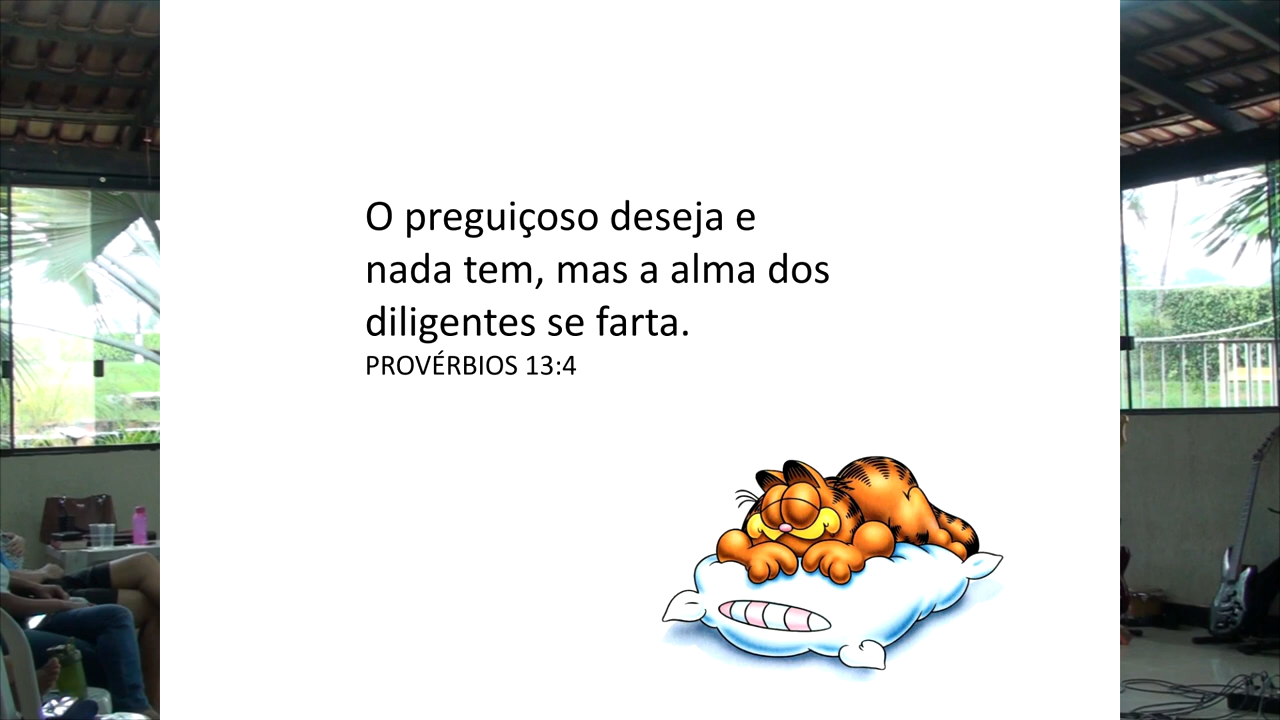 O preguiçoso deseja e
nada tem, mas a alma dos
diligentes se farta.
PROVÉRBIOS 13:4